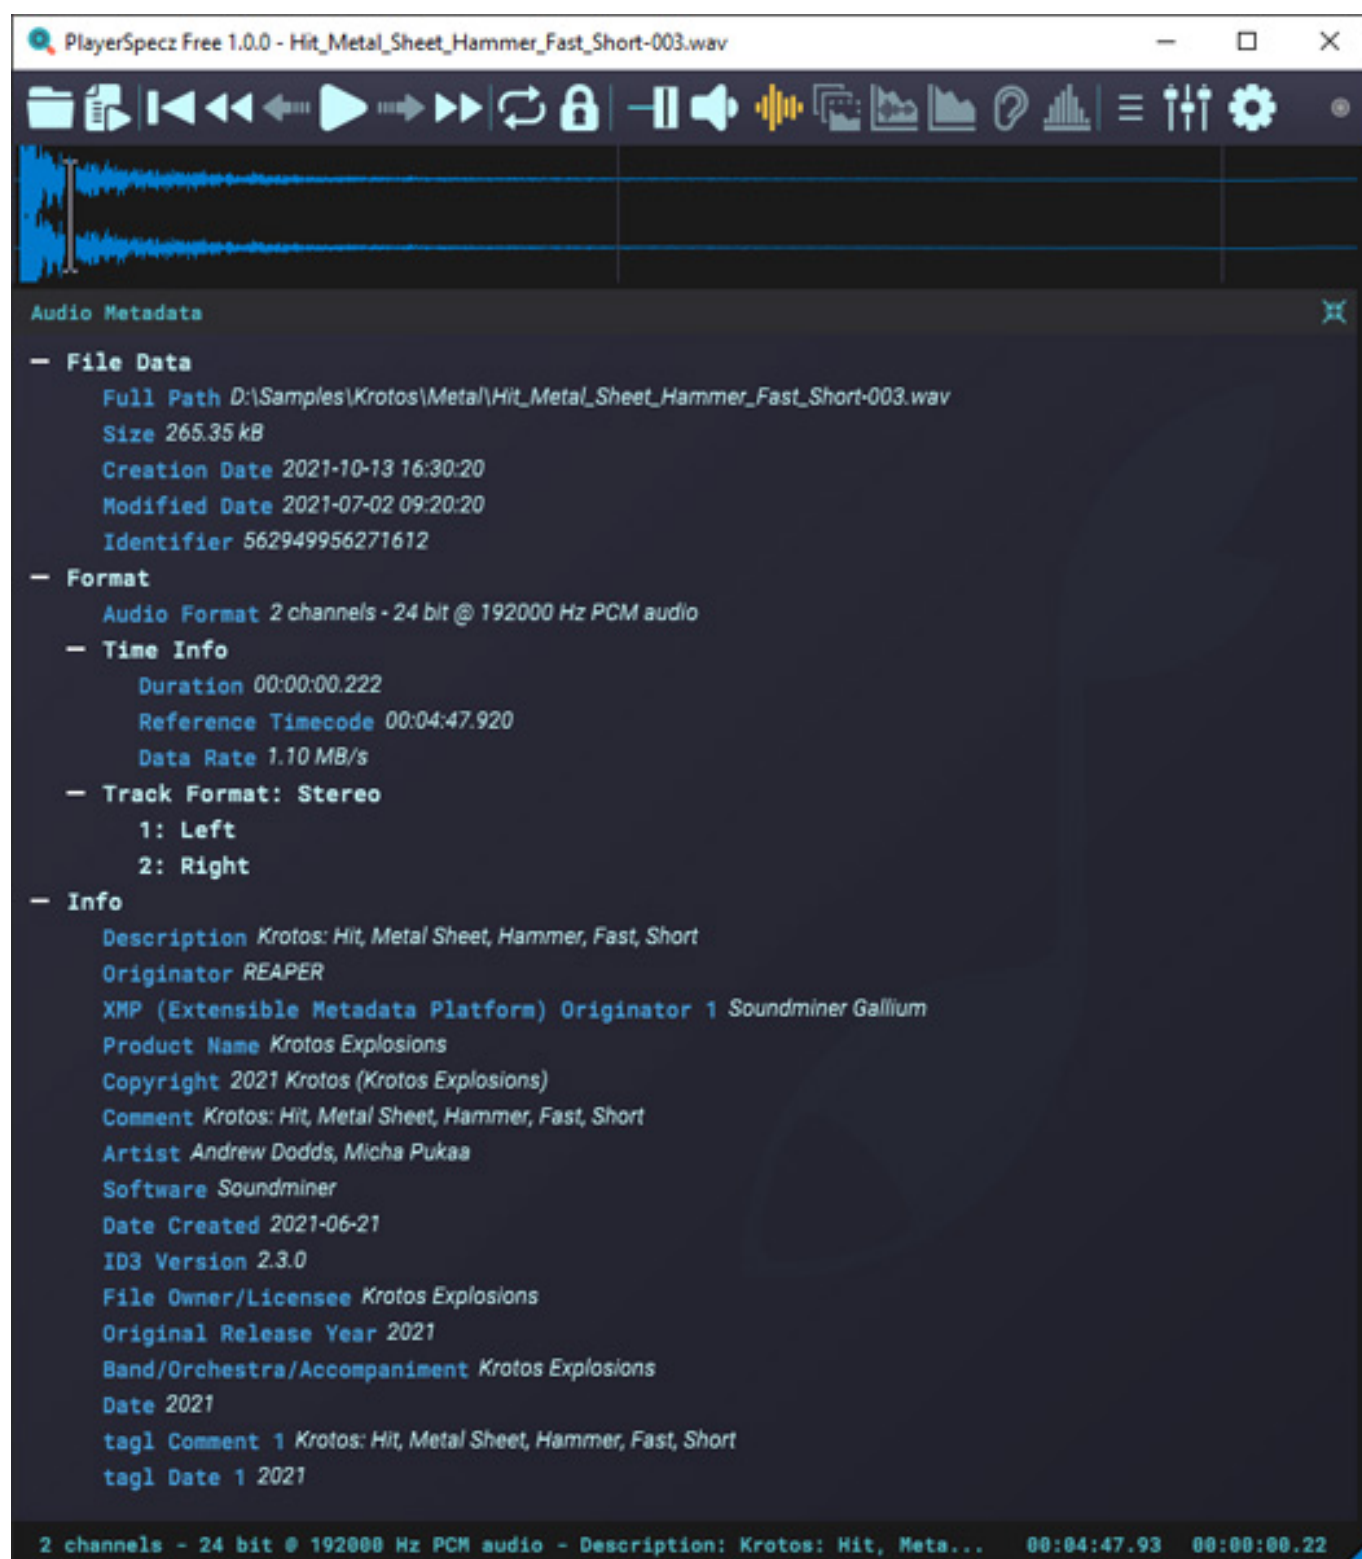 PlayerSpecz Free 1.0.0 - Hit_Metal_Sheet_Hammer_Fast_Short-003.wav
Audio Metadata
File Data
Full Path D:\Samples\Krotos\Metal\Hit_Metal_Sheet_Hammer_Fast_Short-003.wav
Size 265.35 kB
Creation Date 2021-10-13 16:30:20
Modified Date 2021-07-02 09:20:20
Identifier 562949956271612
Format
Audio Format 2 channels - 24 bit @ 192000 Hz PCM audio
Time Info
Duration 00:00:00.222
Reference Timecode 00:04:47.920
Data Rate 1.10 MB/s
Track Format: Stereo
1: Left
2: Right
Info
Description Krotos: Hit, Metal Sheet, Hammer, Fast, Short
Originator REAPER
XMP (Extensible Metadata Platform) Originator 1 Soundminer Gallium
Product Name Krotos Explosions
Copyright 2021 Krotos (Krotos Explosions)
Comment Krotos: Hit, Metal Sheet, Hammer, Fast, Short
Artist Andrew Dodds, Micha Pukaa
Software Soundminer
Date Created 2021-06-21
ID3 Version 2.3.0
File Owner/Licensee Krotos Explosions
Original Release Year 2021
Band/Orchestra/Accompaniment Krotos Explosions
Date 2021
tagl Comment 1 Krotos: Hit, Metal Sheet, Hammer, Fast, Short
tagl Date 1 2021
2 channels - 24 bit @ 192000 Hz PCM audio - Description: Krotos: Hit, Meta... 00:04:47.93 00:00:00.22